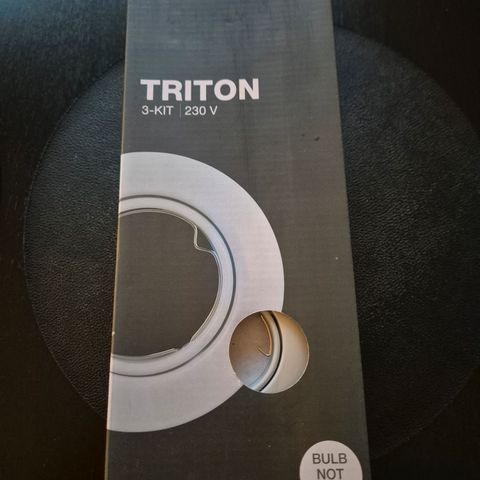 TRITON
3-KIT | 230 V
BULB
NOT